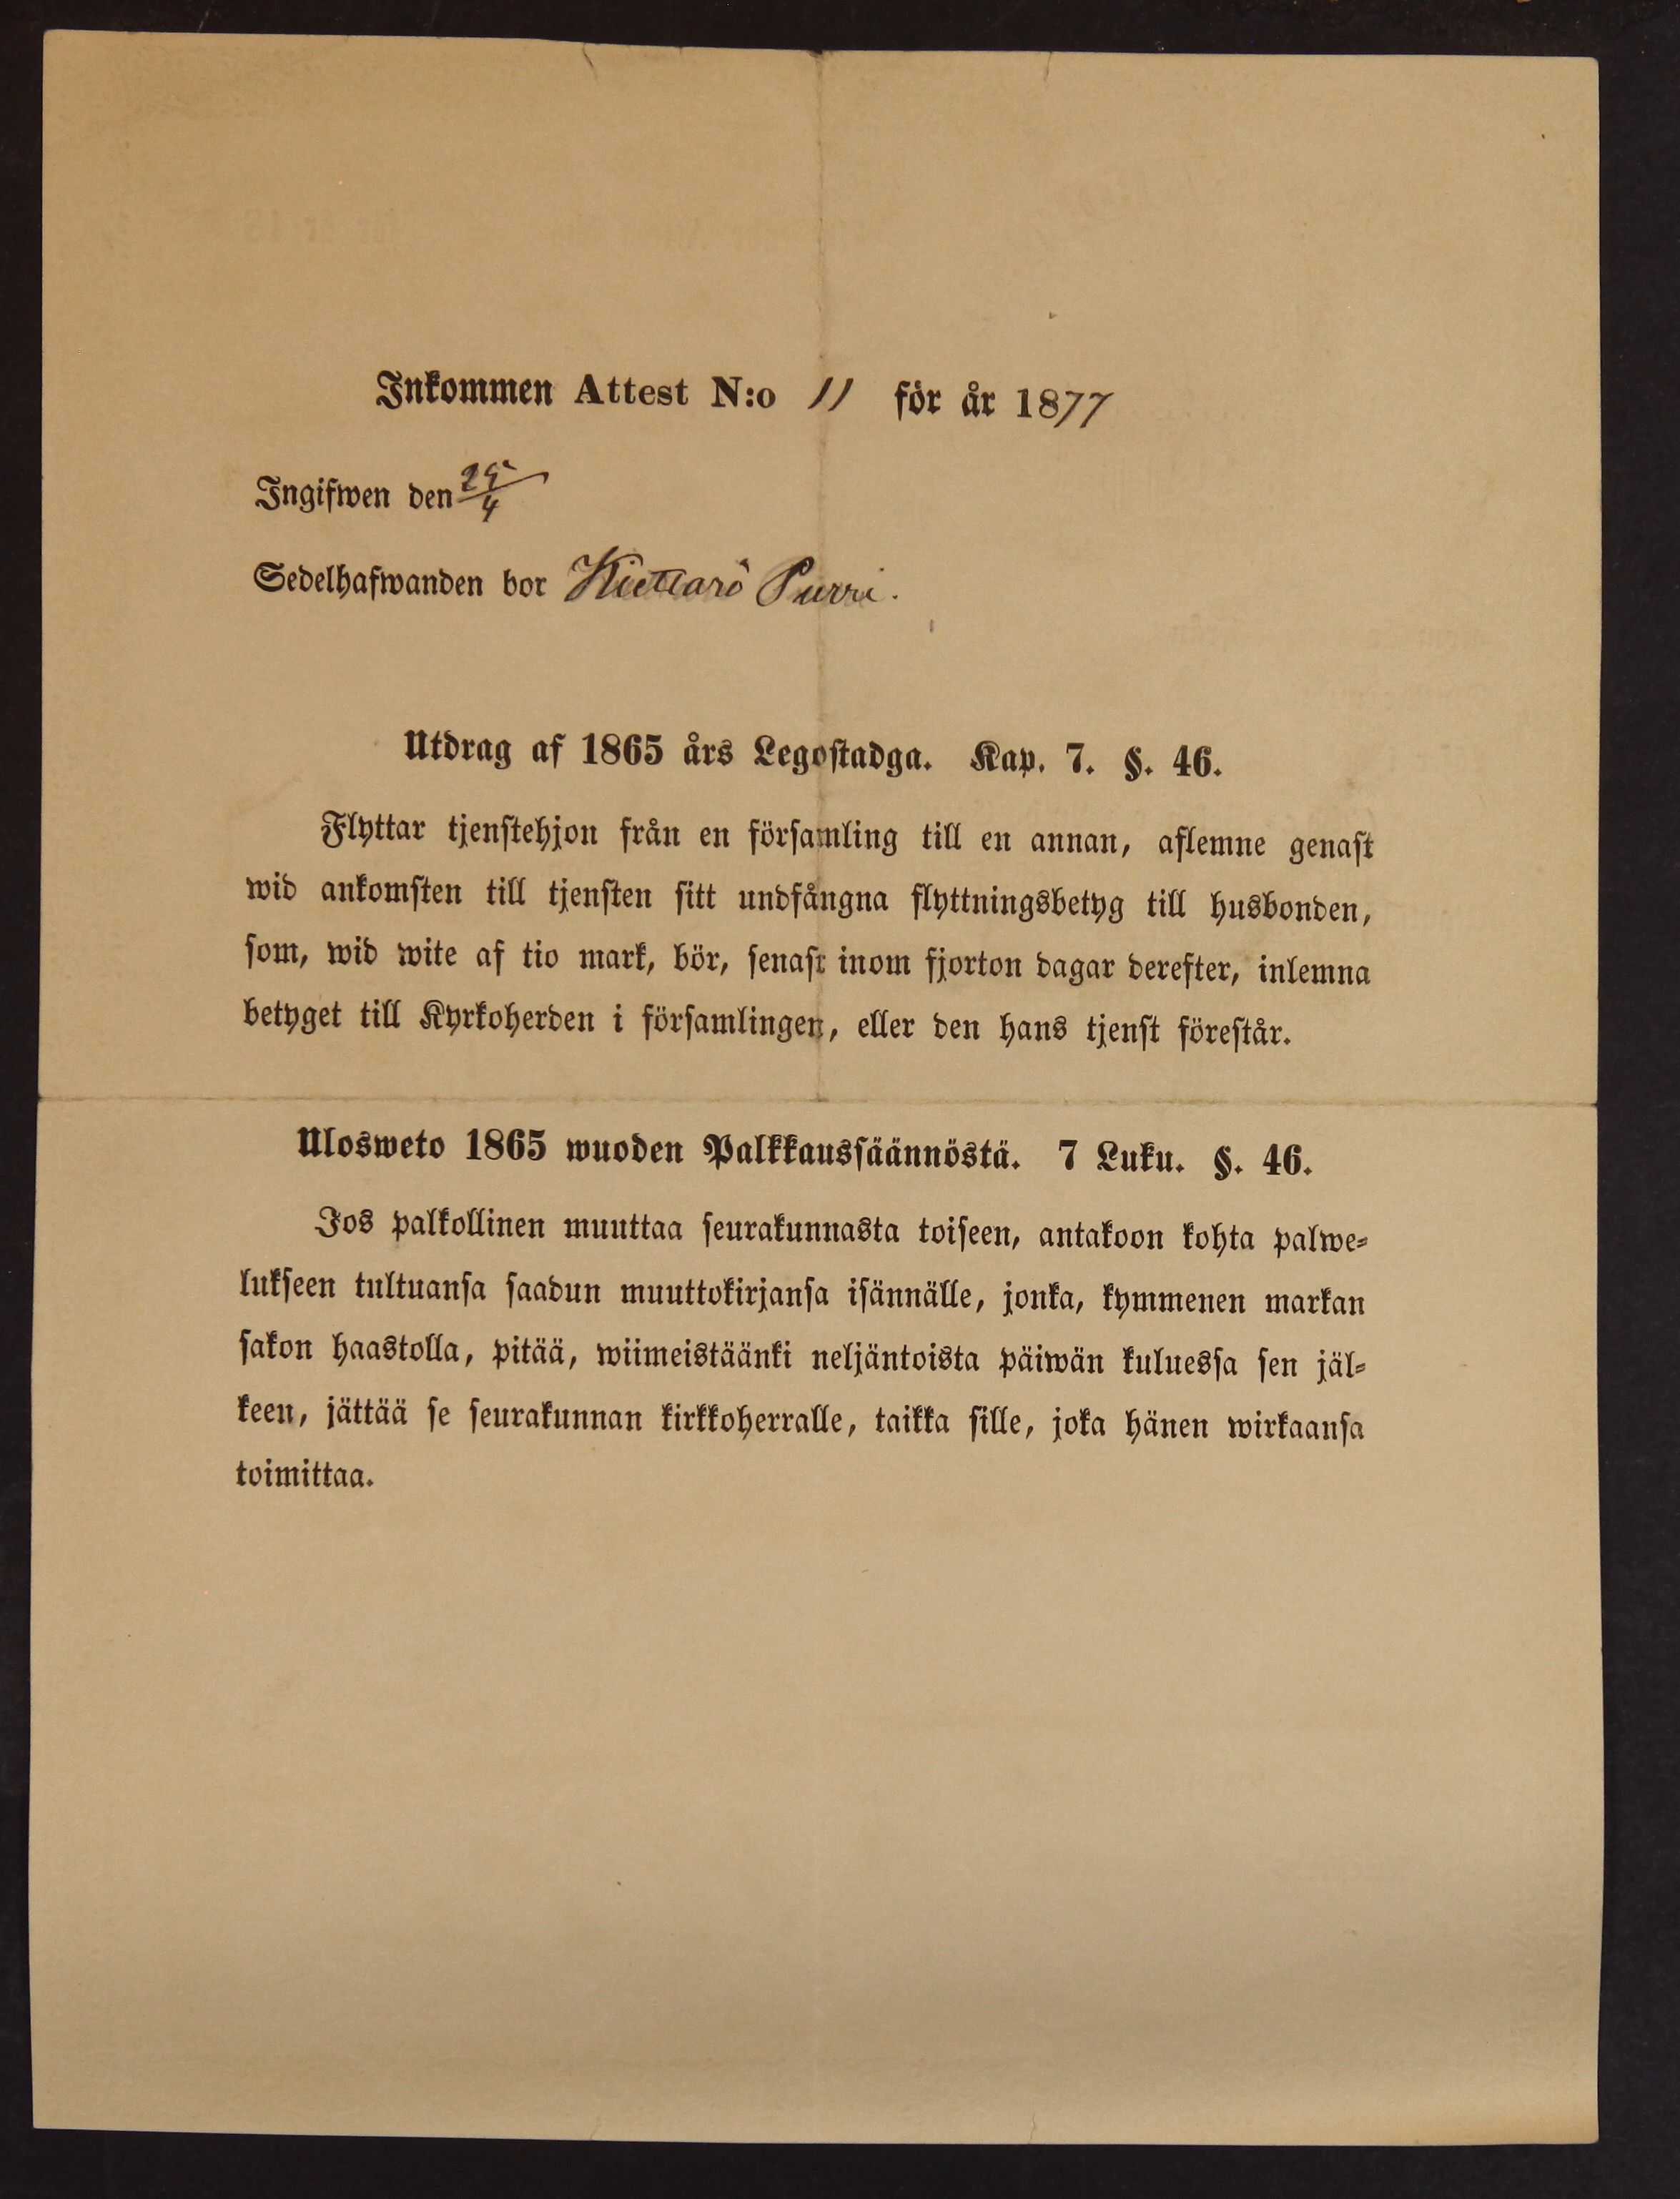 Inkommen Attest N:o 11 för år 1877
Ingifwen den 25/4
Sedelhafwanden bor Purri.
Utdrag af 1865 års Legostadga. Kap. 7. §. 46.
Flyttar tjenstehjon från en församling till en annan, aflemne genast
wid ankomsten till tjensten sitt undfångna flyttningsbetyg till husbonden,
som, wid wite af tio mark, bör, senast inom fjorton dagar derefter, inlemna
betyget till Kyrkoherden i församlingen, eller den hans tjenst förestår.
Ulosweto 1865 wuoden Palkkaussäännöstä. 7 Luku. §. 46.
Jos palkollinen muuttaa seurakunnasta toiseen, antakoon kohta palwe-
lukseen tultuansa saadun muuttokirjansa isännälle, jonka, kymmenen markan
sakon haastolla, pitää, wiimeistäänki neljäntoista päiwän kuluessa sen jäl-
keen, jättää se seurakunnan kirkkoherralle, taikka sille, joka hänen wirkaansa
toimittaa.